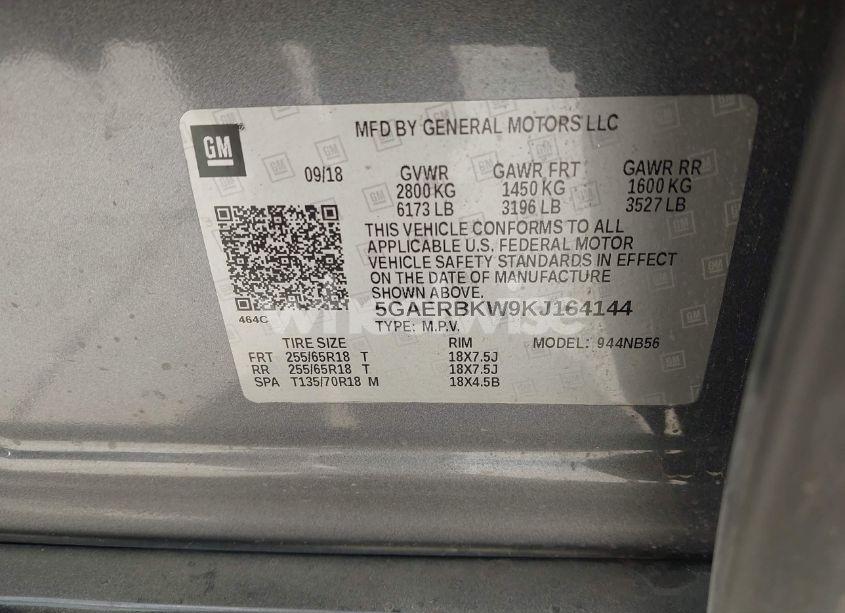 GM
MFD BY GENERAL MOTORS LLC
09/18 GVWR GAWR FRT GAWR RR
2800 KG 1450 KG 1600 KG
6173 LB 3196 LB 3527 LB
THIS VEHICLE CONFORMS TO ALL
APPLICABLE U.S. FEDERAL MOTOR
VEHICLE SAFETY STANDARDS IN EFFECT
ON THE DATE OF MANUFACTURE
SHOWN ABOVE.
464C 5GAERBKW9KJ164144
TYPE: M.P.V.
TIRE SIZE RIM MODEL: 944NB56
FRT 255/65R18 T 18X7.5J
RR 255/65R18 T 18X7.5J
SPA T135/70R18 M 18X4.5B